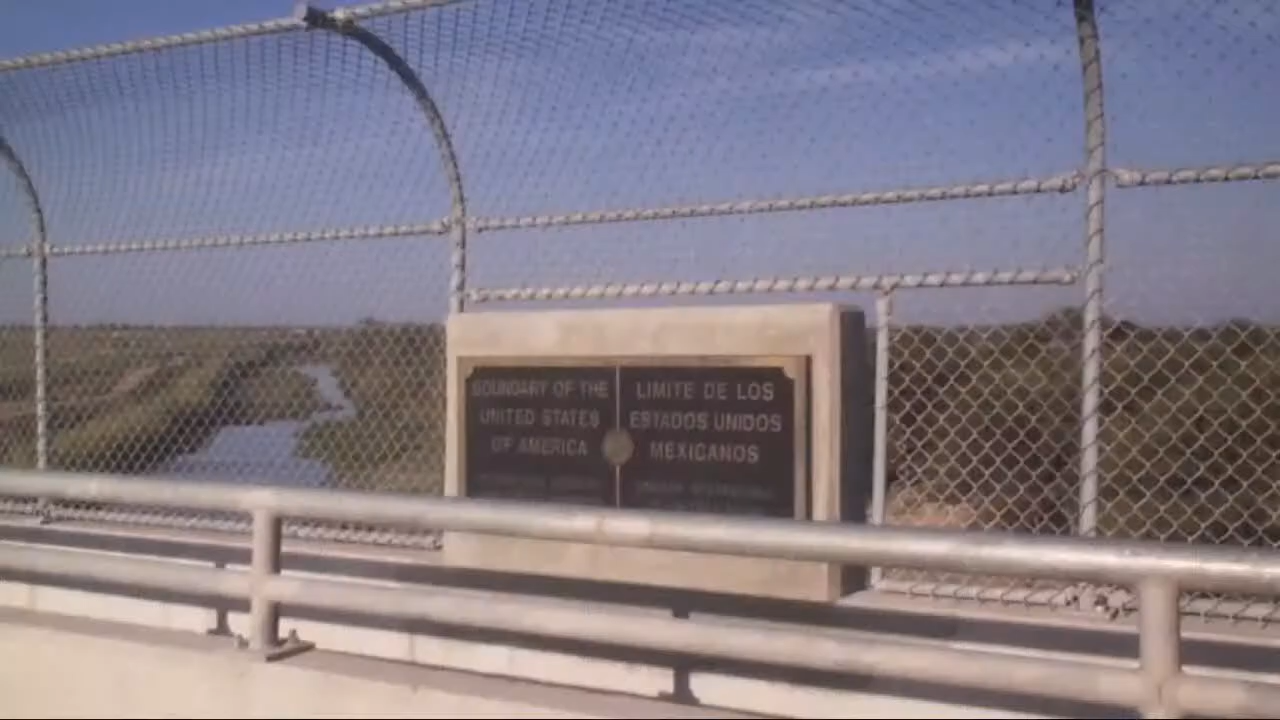 BOUNDARY OF THE
UNITED STATES
OF AMERICA
LIMITE DE LOS
ESTADOS UNIDOS
MEXICANOS